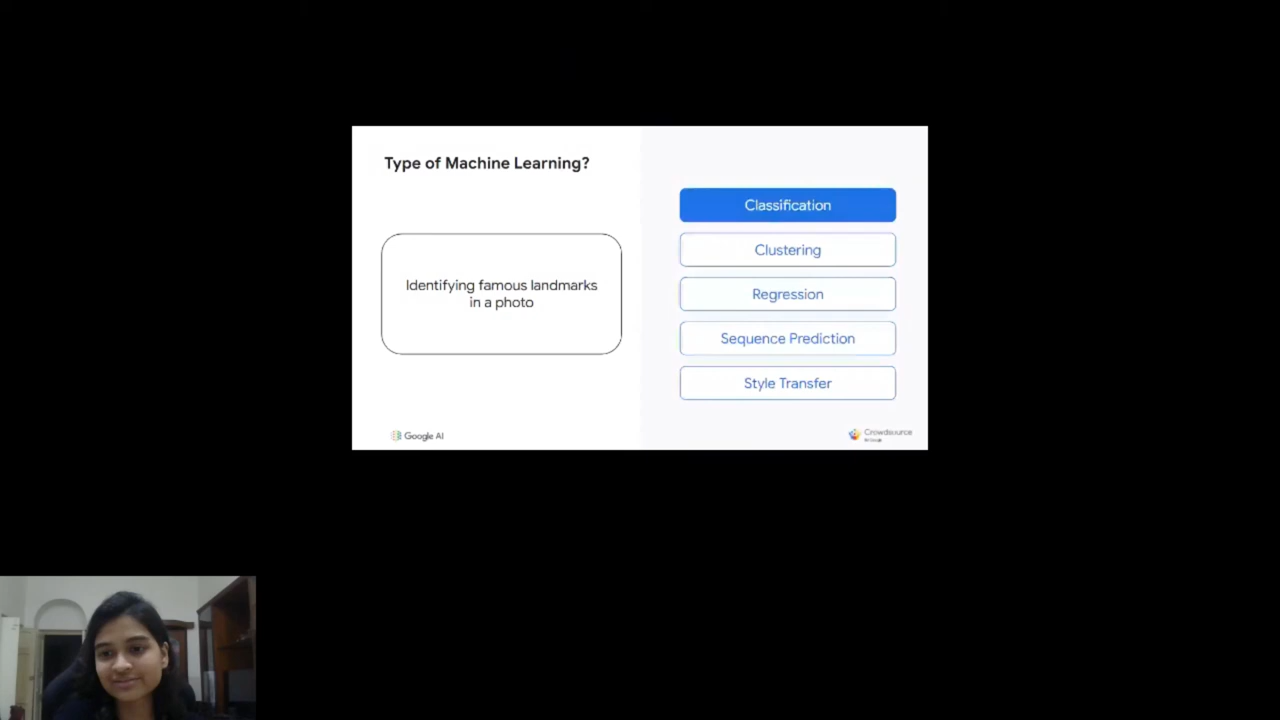 Type of Machine Learning?
Identifying famous landmarks
in a photo
Classification
Clustering
Regression
Sequence Prediction
Style Transfer
Google AI
Crowdsource